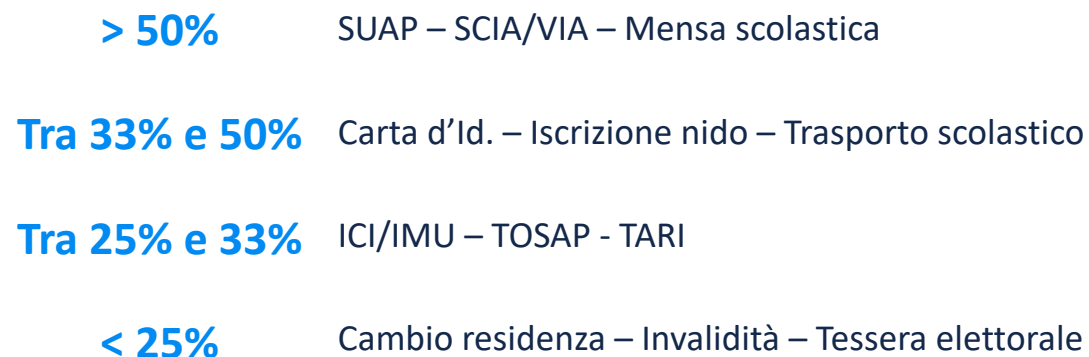 > 50% SUAP – SCIA/VIA – Mensa scolastica
Tra 33% e 50% Carta d’Id. – Iscrizione nido – Trasporto scolastico
Tra 25% e 33% ICI/IMU – TOSAP - TARI
< 25% Cambio residenza – Invalidità – Tessera elettorale